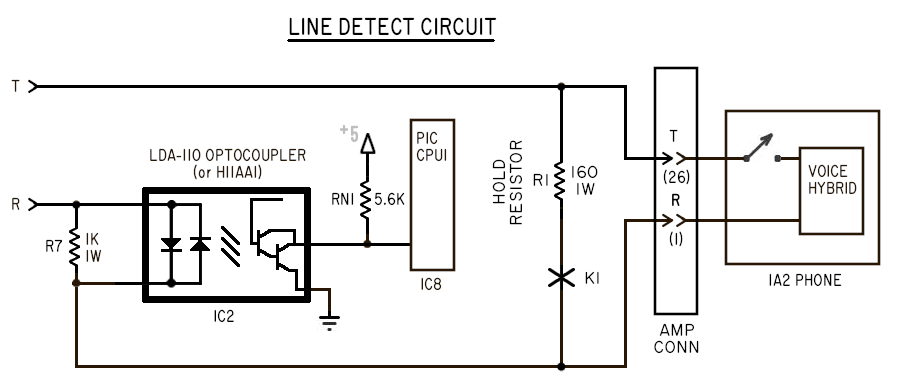 LINE DETECT CIRCUIT
T
+5
PIC
CPU1
LDA-110 OPTOCOUPLER
(or H11AA1)
RN1 5.6K
HOLD
RESISTOR
R1 160
1W
T
(26)
R
(1)
VOICE
HYBRID
R
R7 1K
1W
K1
IC8
1A2 PHONE
IC2
AMP
CONN